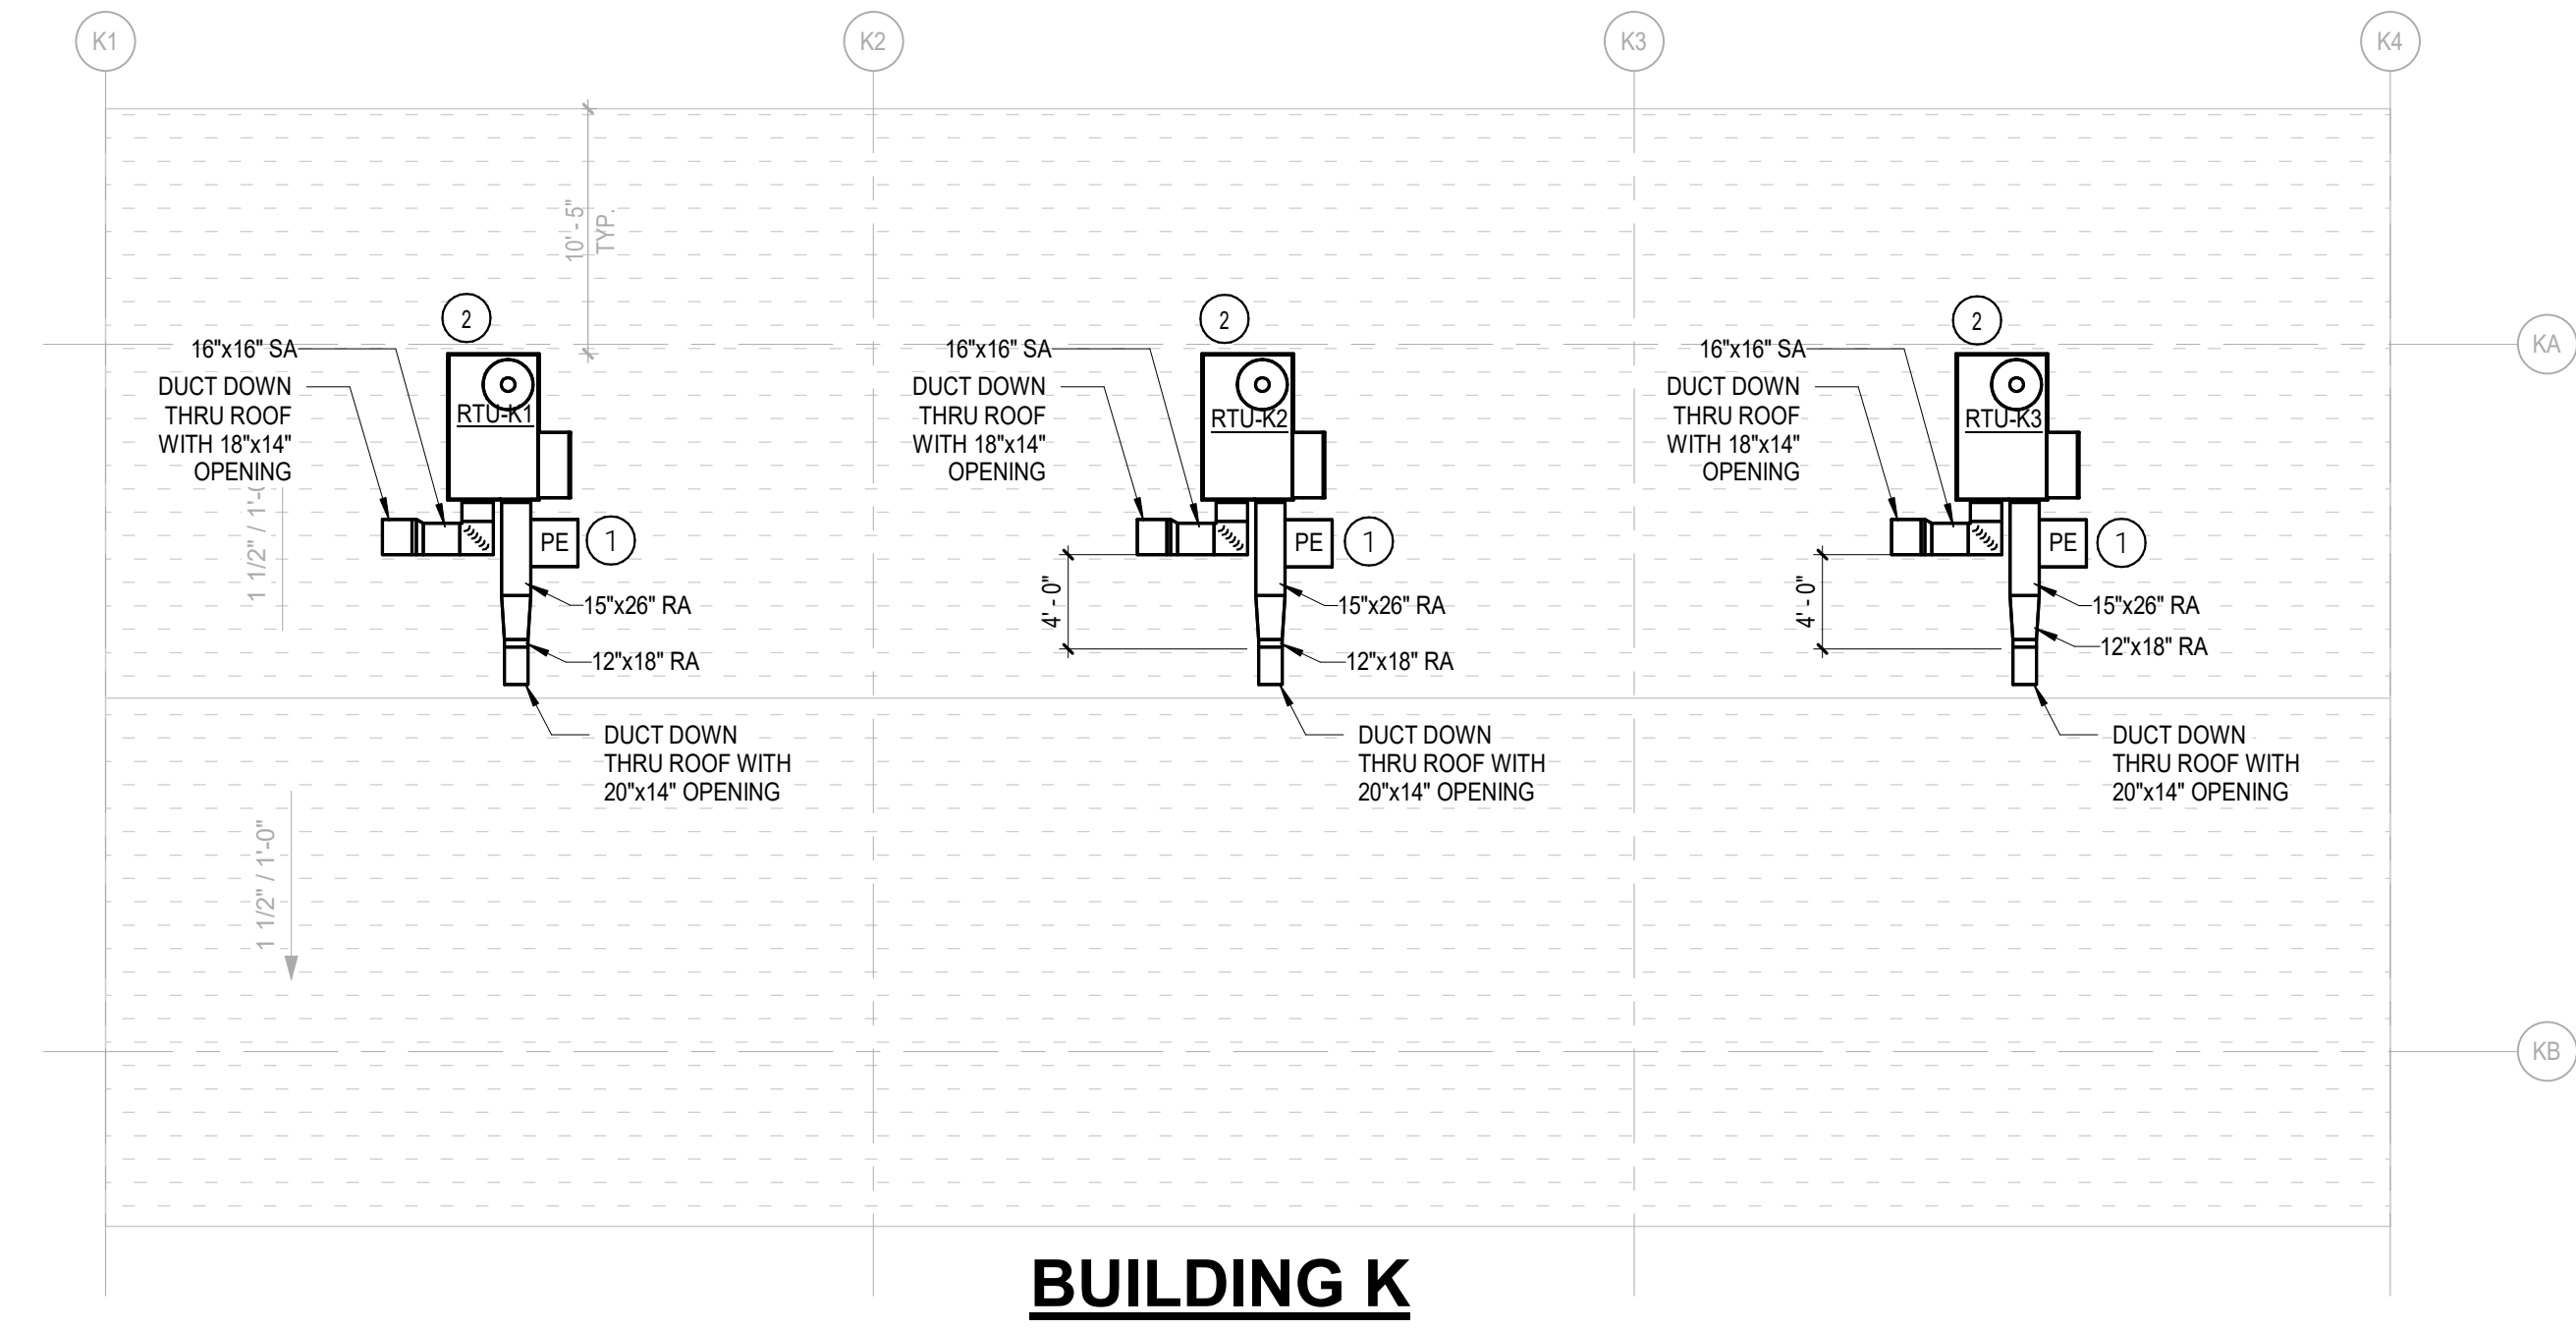 K1
K2
K3
K4
10' - 5"
TYP.
KA
2
16"x16" SA
DUCT DOWN
THRU ROOF
WITH 18"x14"
OPENING
RTU-K1
PE
1
15"x26" RA
12"x18" RA
DUCT DOWN
THRU ROOF WITH
20"x14" OPENING
1 1/2" / 1'-
2
16"x16" SA
DUCT DOWN
THRU ROOF
WITH 18"x14"
OPENING
RTU-K2
PE
1
4' - 0"
15"x26" RA
12"x18" RA
DUCT DOWN
THRU ROOF WITH
20"x14" OPENING
2
16"x16" SA
DUCT DOWN
THRU ROOF
WITH 18"x14"
OPENING
RTU-K3
PE
1
4' - 0"
15"x26" RA
12"x18" RA
DUCT DOWN
THRU ROOF WITH
20"x14" OPENING
1 1/2" / 1'-0"
KB
BUILDING K